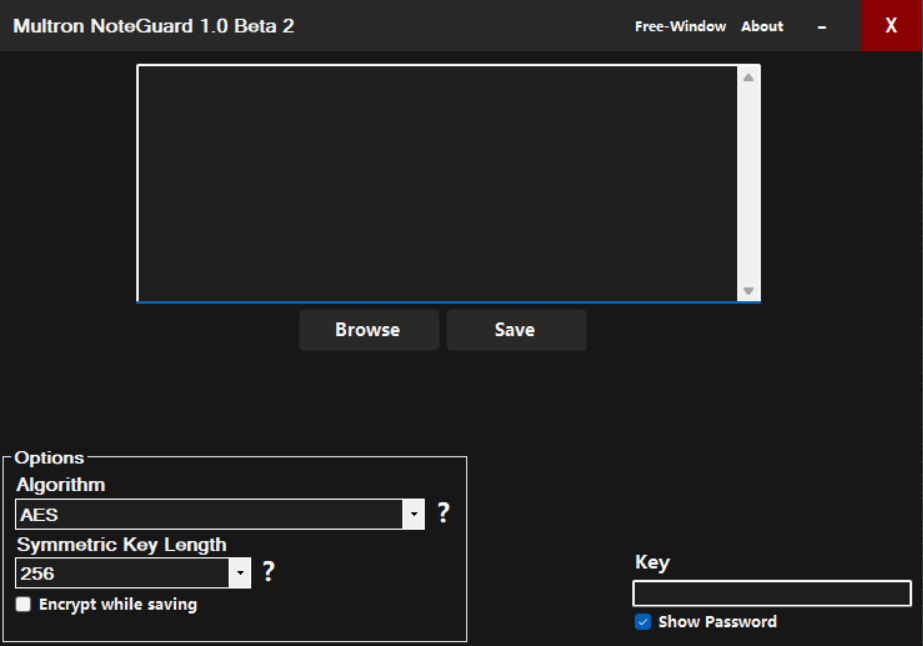 Multron NoteGuard 1.0 Beta 2
Free-Window About – X
Browse Save
Options
Algorithm
AES ?
Symmetric Key Length
256 ?
Encrypt while saving
Key
Show Password